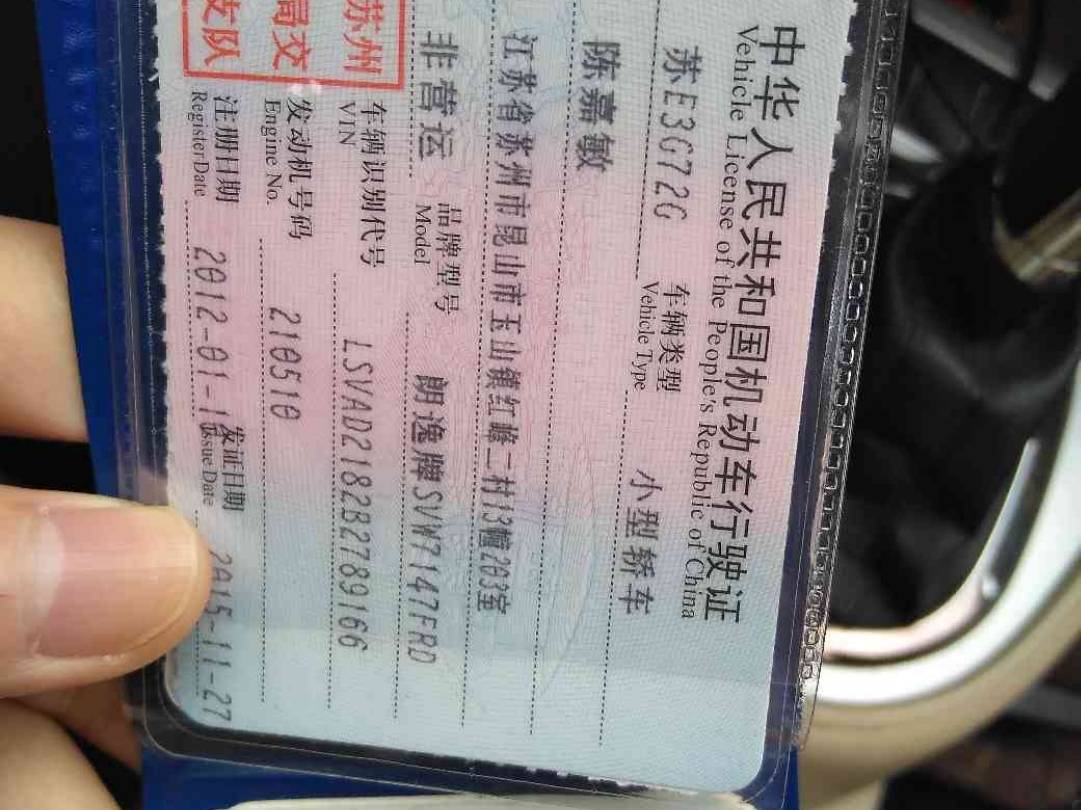 中华人民共和国机动车行驶证
Vehicle License of the People's Republic of China
苏E3G72G 车辆类型 小型轿车
Vehicle Type
陈嘉敏
江苏省苏州市昆山市玉山镇红峰二村13幢203室
非营运 品牌型号 朗逸牌SVW7147FRD
Model
苏州 车辆识别代号 LSVAD2182B2789166
VIN
局交 发动机号码 210510
Engine No.
支队 注册日期 2012-01-1 发证日期 2015-11-27
Register Date Issue Date